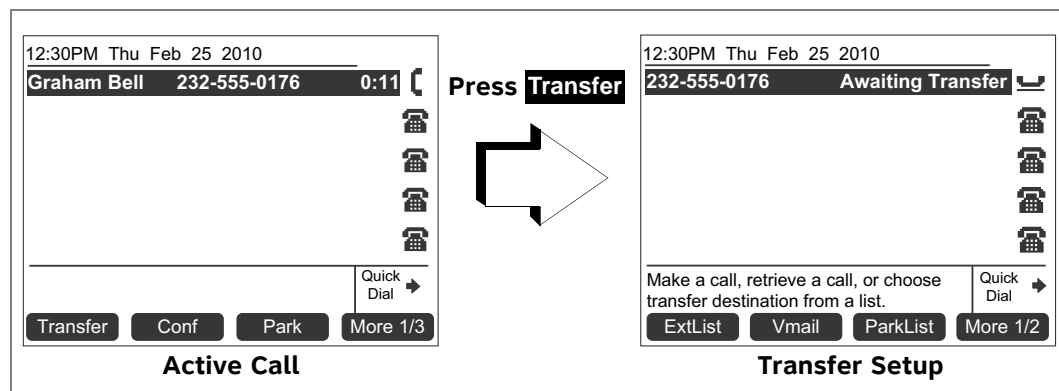 12:30PM Thu Feb 25 2010
Graham Bell 232-555-0176 0:11
Quick
Dial
Transfer Conf Park More 1/3
Active Call
Press Transfer
12:30PM Thu Feb 25 2010
232-555-0176 Awaiting Transfer
Make a call, retrieve a call, or choose
transfer destination from a list.
Quick
Dial
ExtList Vmail ParkList More 1/2
Transfer Setup